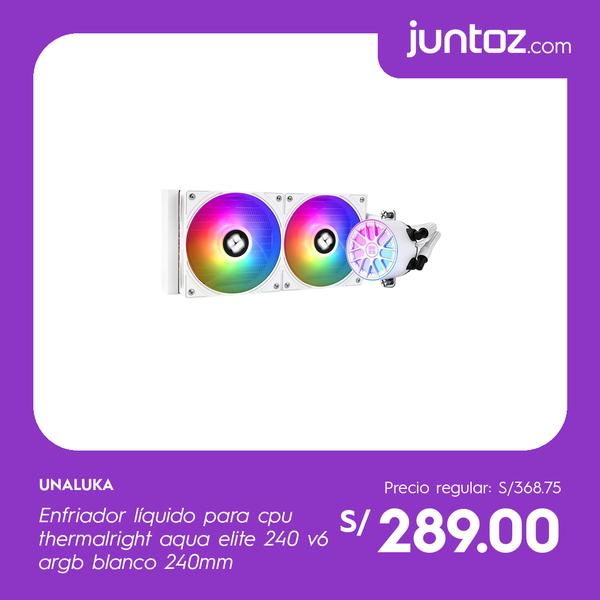 juntoz.com
UNALUKA
Enfriador líquido para cpu
thermalright aqua elite 240 v6
argb blanco 240mm
Precio regular: S/368.75
S/289.00